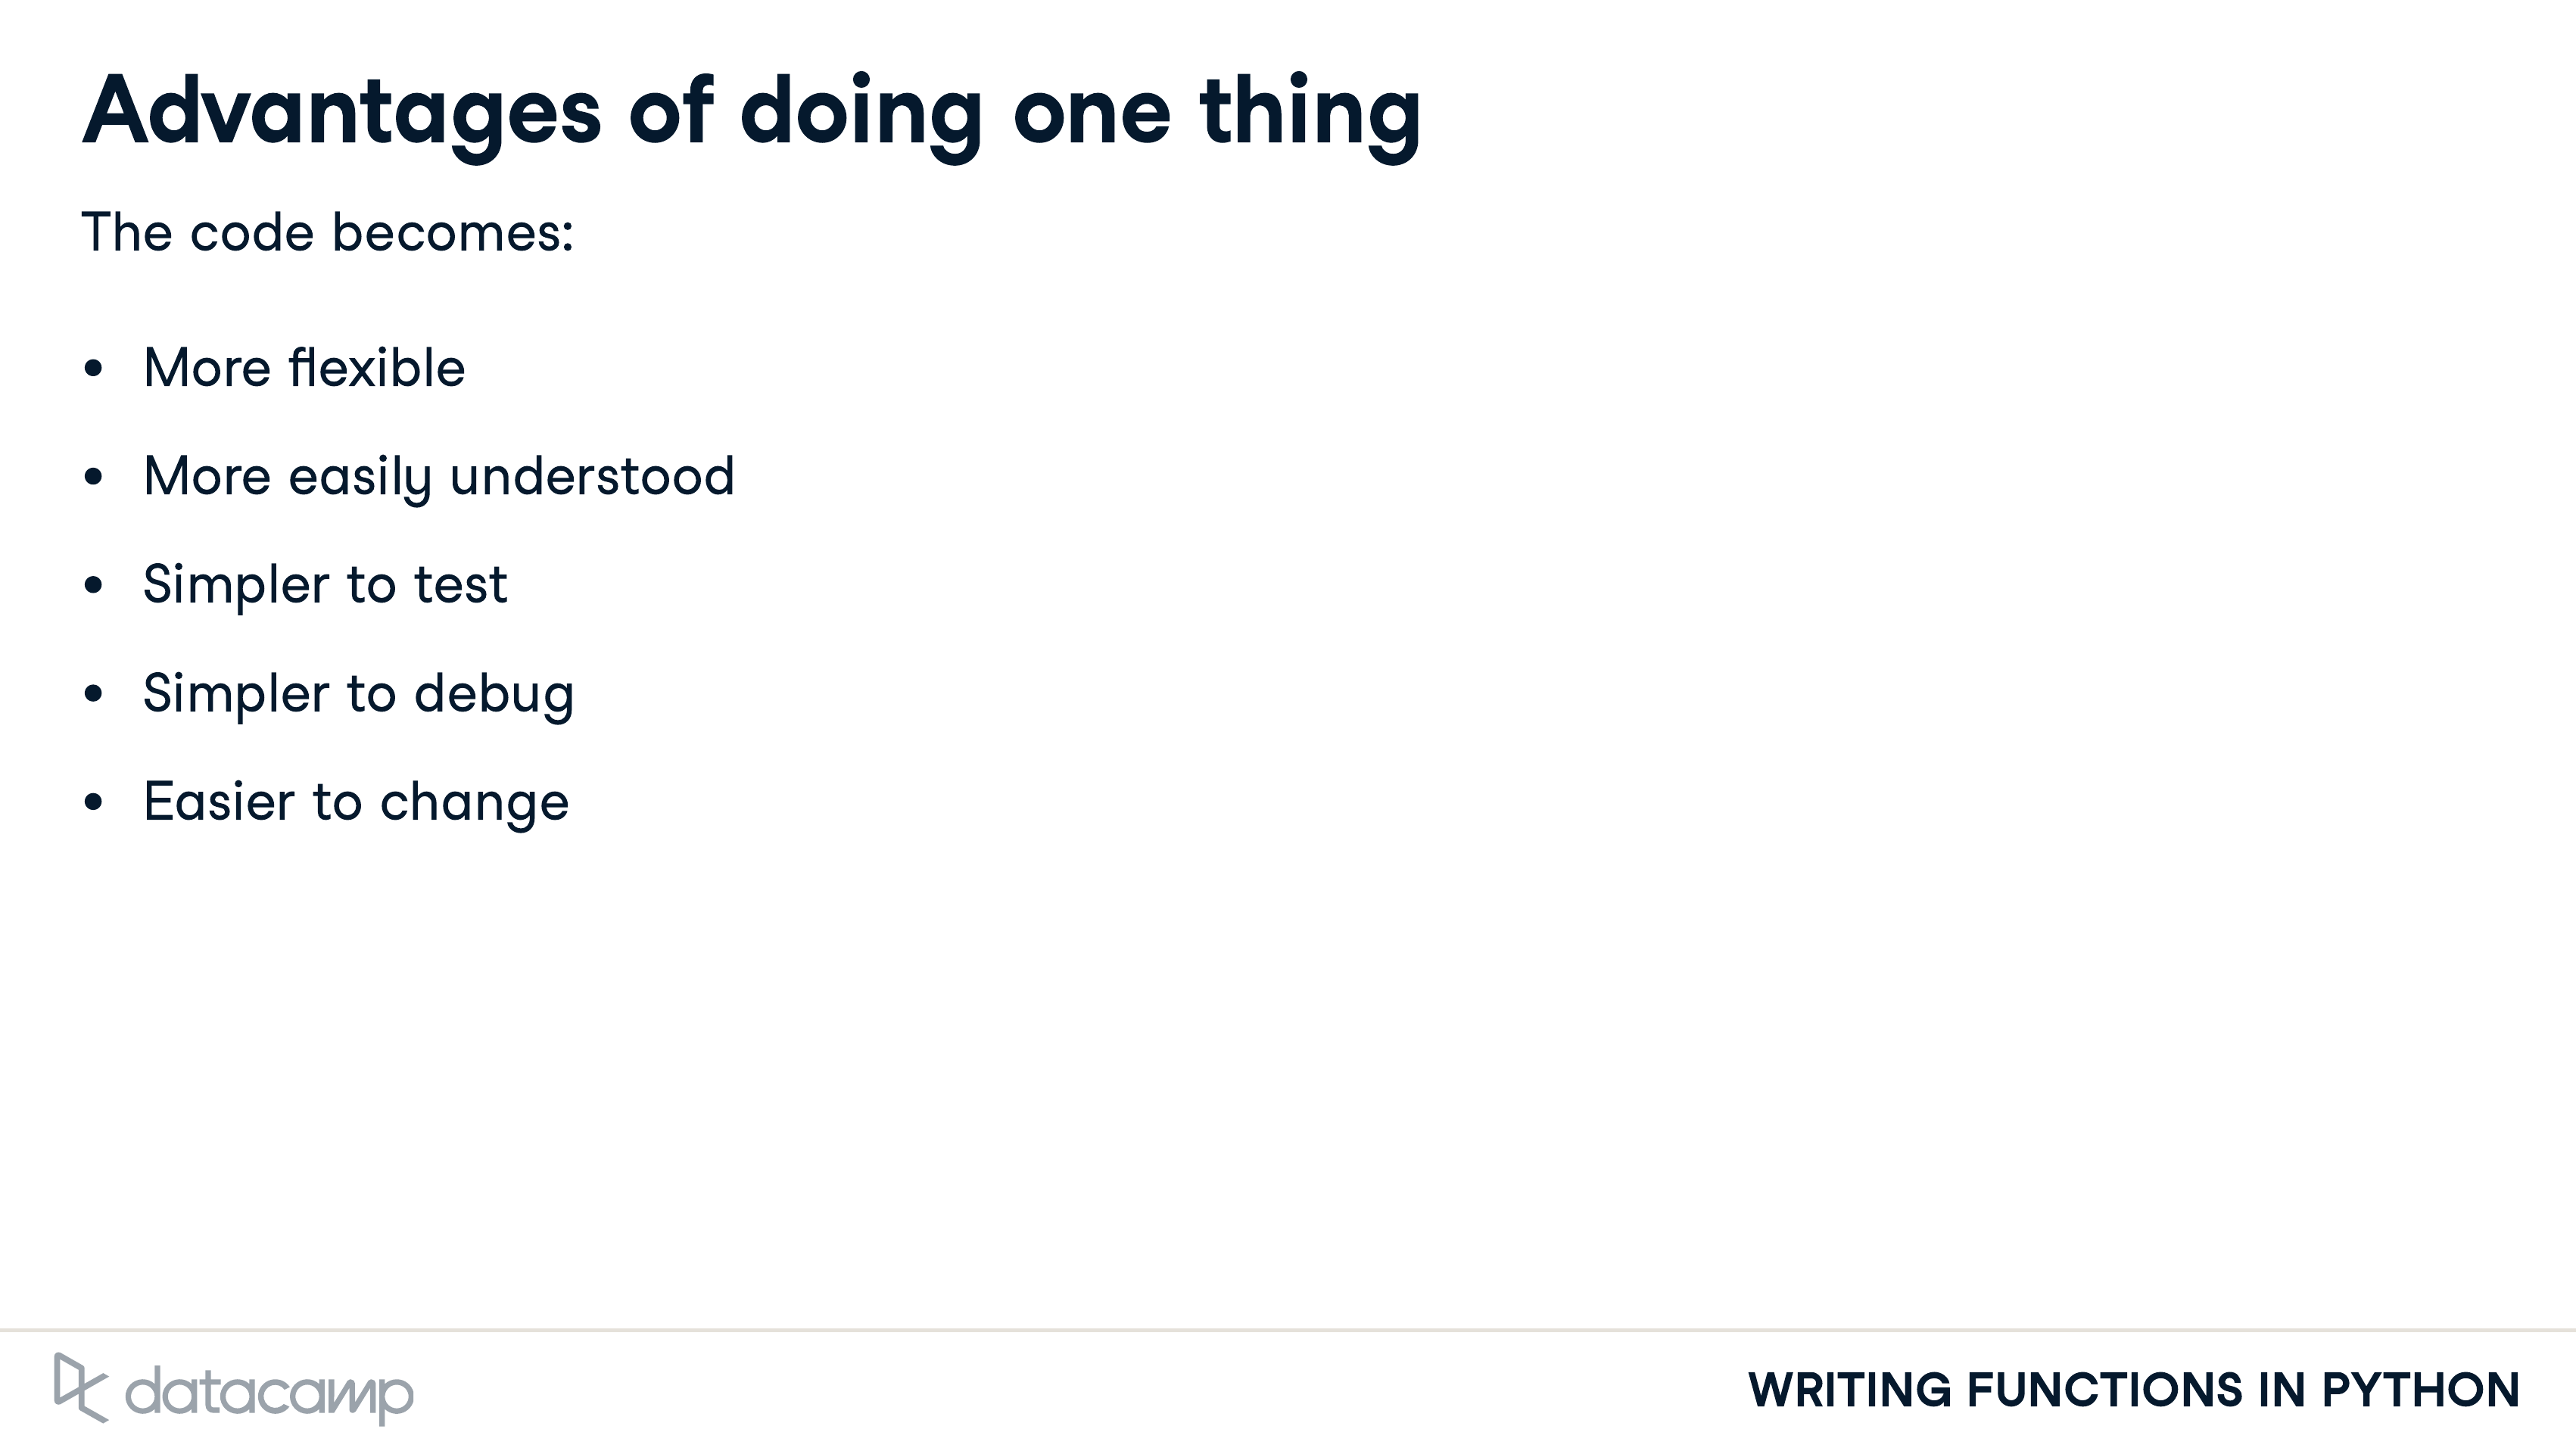 Advantages of doing one thing
The code becomes:
• More flexible
• More easily understood
• Simpler to test
• Simpler to debug
• Easier to change
datacamp
WRITING FUNCTIONS IN PYTHON